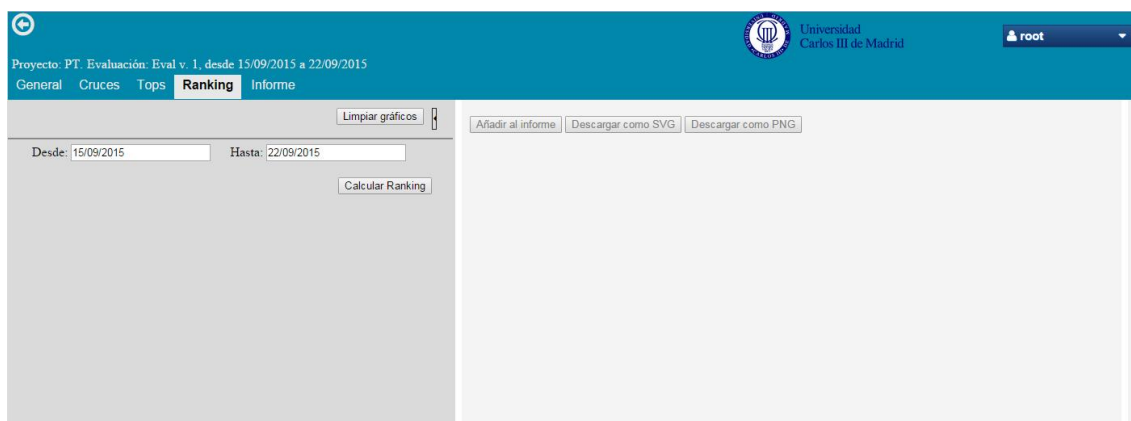 Universidad
Carlos III de Madrid
root
Proyecto: PT. Evaluación: Eval v. 1, desde 15/09/2015 a 22/09/2015
General Cruces Tops Ranking Informe
Limpiar gráficos
Añadir al informe Descargar como SVG Descargar como PNG
Desde: 15/09/2015 Hasta: 22/09/2015
Calcular Ranking